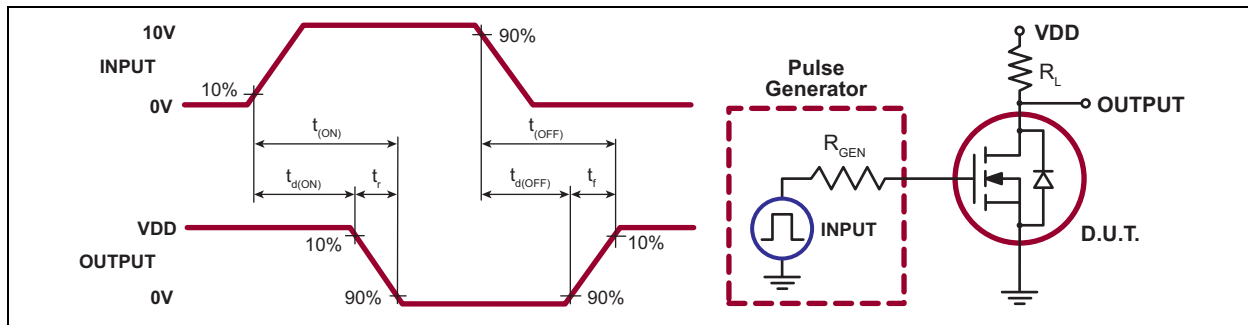 10V
INPUT
0V
10%
90%
t(ON)
t(OFF)
td(ON)
tr
td(OFF)
tf
VDD
OUTPUT
0V
10%
90%
90%
10%
Pulse
Generator
RGEN
INPUT
VDD
RL
OUTPUT
D.U.T.